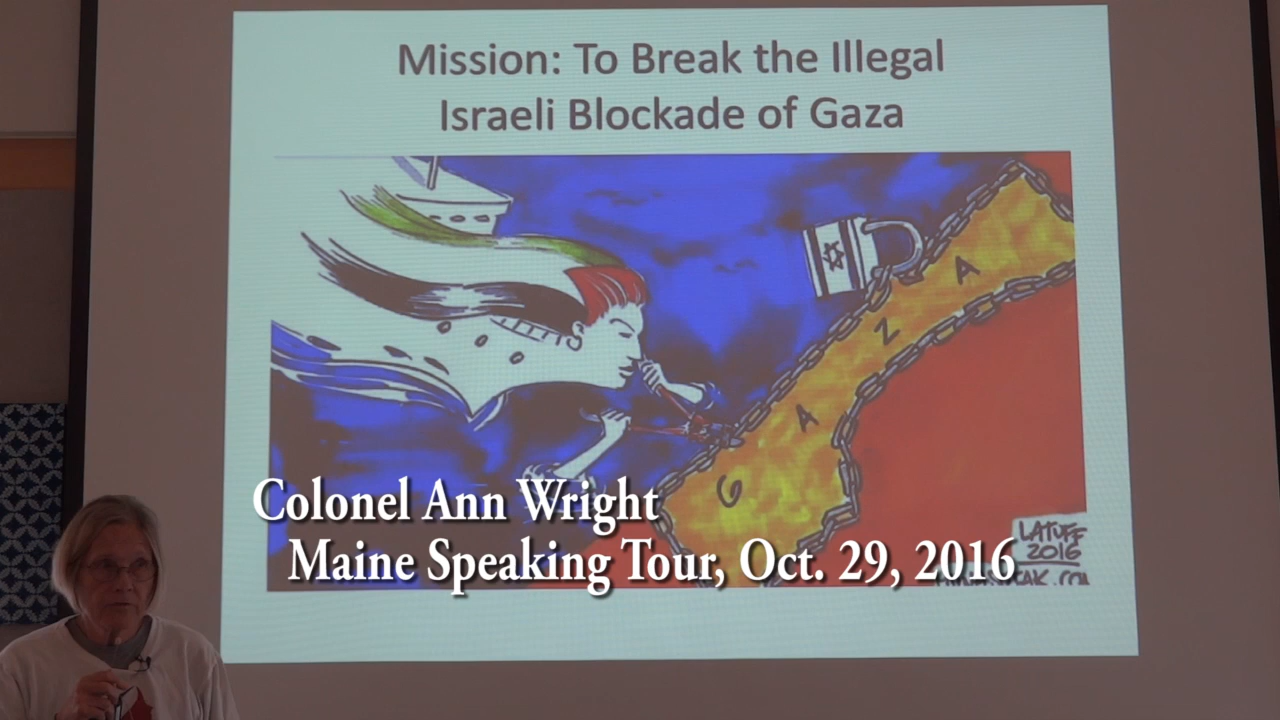 Mission: To Break the Illegal
Israeli Blockade of Gaza
GAZA
Colonel Ann Wright
Maine Speaking Tour, Oct. 29, 2016
LATUFF
2016